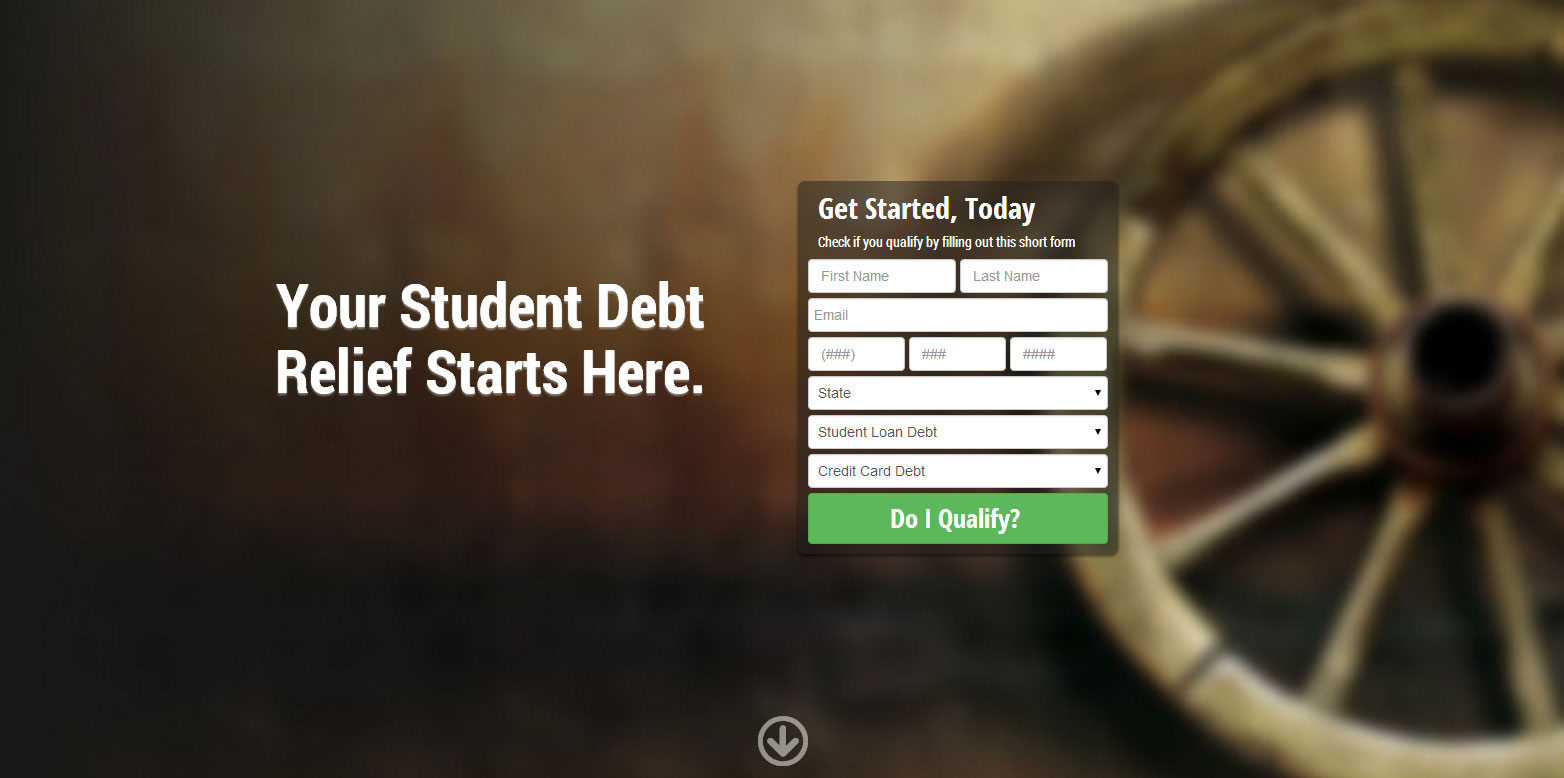 Your Student Debt
Relief Starts Here.
Get Started, Today
Check if you qualify by filling out this short form
First Name Last Name
Email
(###) ### ####
State
Student Loan Debt
Credit Card Debt
Do I Qualify?